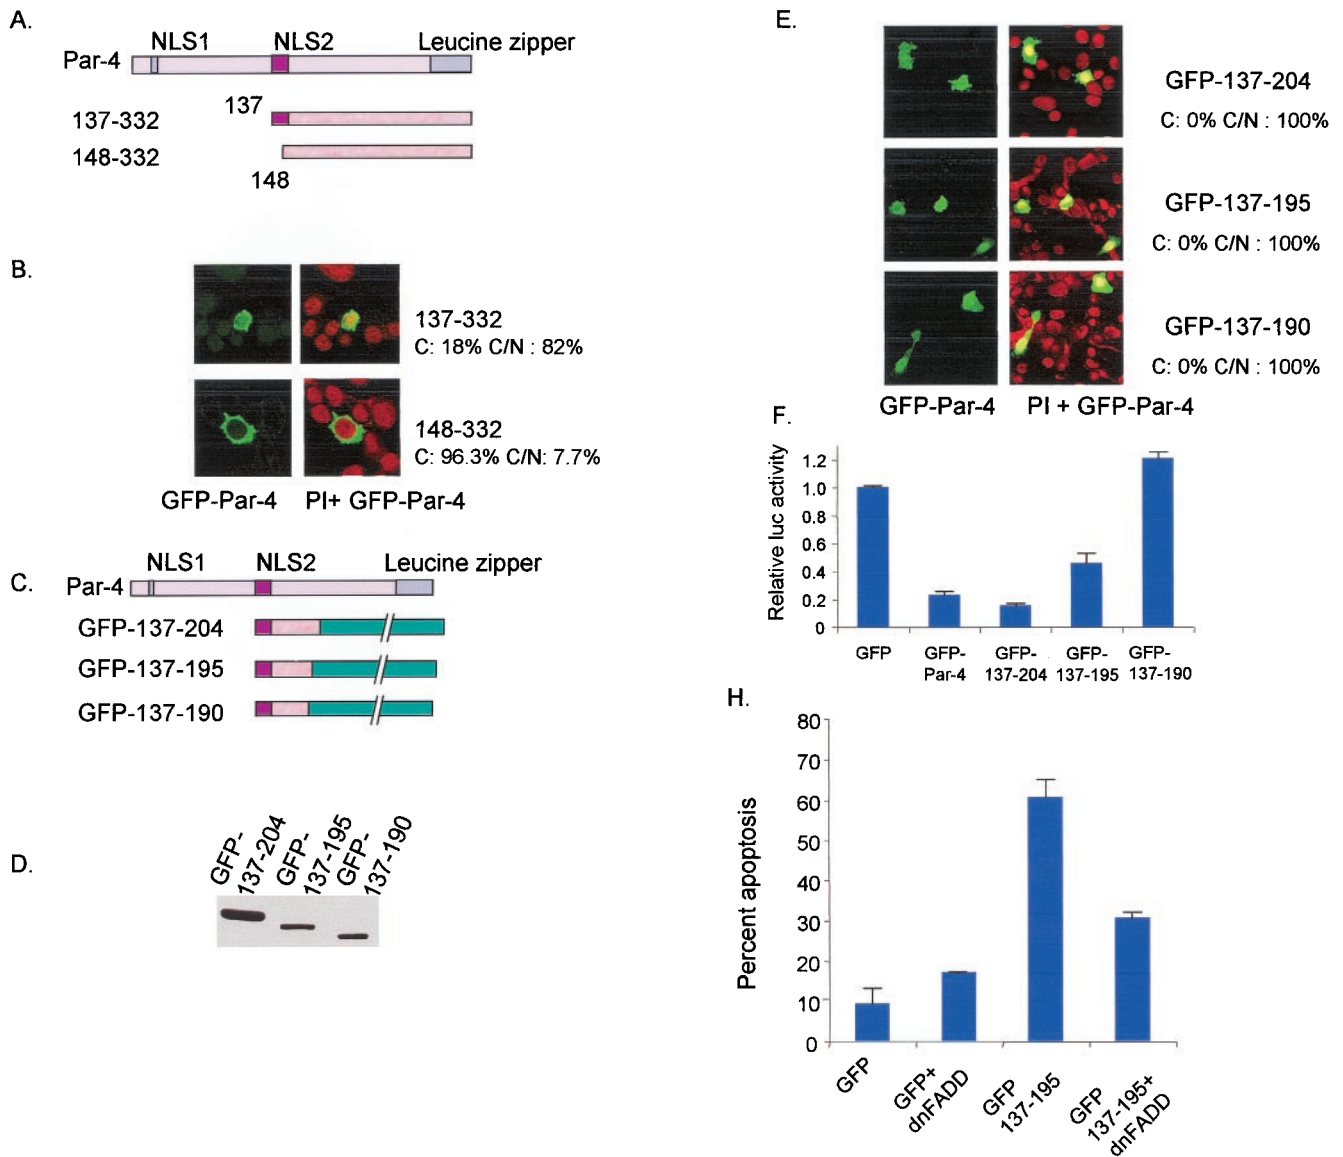 A.
NLS1 NLS2 Leucine zipper
Par-4
137
137-332
148-332
148
B.
137-332
C: 18% C/N : 82%
148-332
C: 96.3% C/N: 7.7%
GFP-Par-4 PI+ GFP-Par-4
C.
NLS1 NLS2 Leucine zipper
Par-4
GFP-137-204
GFP-137-195
GFP-137-190
D.
GFP-
137-204
GFP-
137-195
GFP-
137-190
E.
GFP-137-204
C: 0% C/N : 100%
GFP-137-195
C: 0% C/N : 100%
GFP-137-190
C: 0% C/N : 100%
GFP-Par-4 PI + GFP-Par-4
F.
Relative luc activity
1.2
1.0
0.8
0.6
0.4
0.2
0
GFP
GFP-
Par-4
GFP-
137-204
GFP-
137-195
GFP-
137-190
H.
Percent apoptosis
80
70
60
50
40
30
20
10
0
GFP
GFP+
dnFADD
GFP
137-195
GFP
137-195+
dnFADD